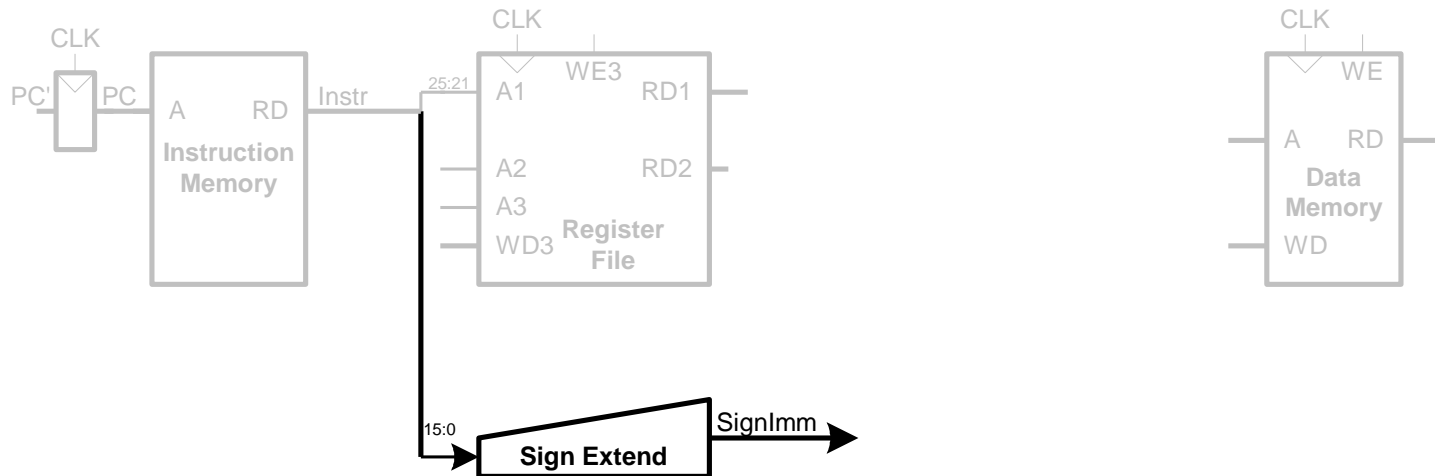 CLK
CLK
CLK
PC'
PC
A
RD
Instruction
Memory
Instr
25:21
WE3
A1
RD1
A2
RD2
A3
WD3
Register
File
WE
A
RD
Data
Memory
WD
15:0
Sign Extend
SignImm